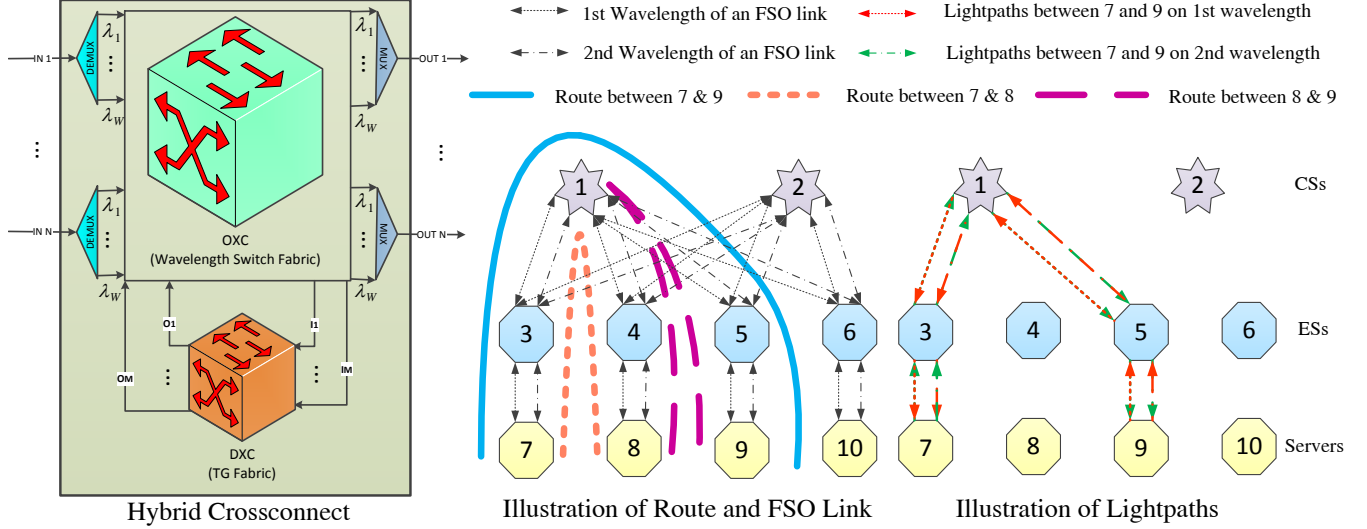 IN 1
DEMUX
λ1
⋮
λW
λ1
⋮
λW
MUX
OUT 1
⋮
⋮
IN N
DEMUX
λ1
⋮
λW
λ1
⋮
λW
MUX
OUT N
OXC
(Wavelength Switch Fabric)
O1
I1
OM
⋮
⋮
IM
DXC
(TG Fabric)
Hybrid Crossconnect
1st Wavelength of an FSO link
Lightpaths between 7 and 9 on 1st wavelength
2nd Wavelength of an FSO link
Lightpaths between 7 and 9 on 2nd wavelength
Route between 7 & 9
Route between 7 & 8
Route between 8 & 9
1
2
3
4
5
6
7
8
9
10
Illustration of Route and FSO Link
1
2
CSs
3
4
5
6
ESs
7
8
9
10
Servers
Illustration of Lightpaths